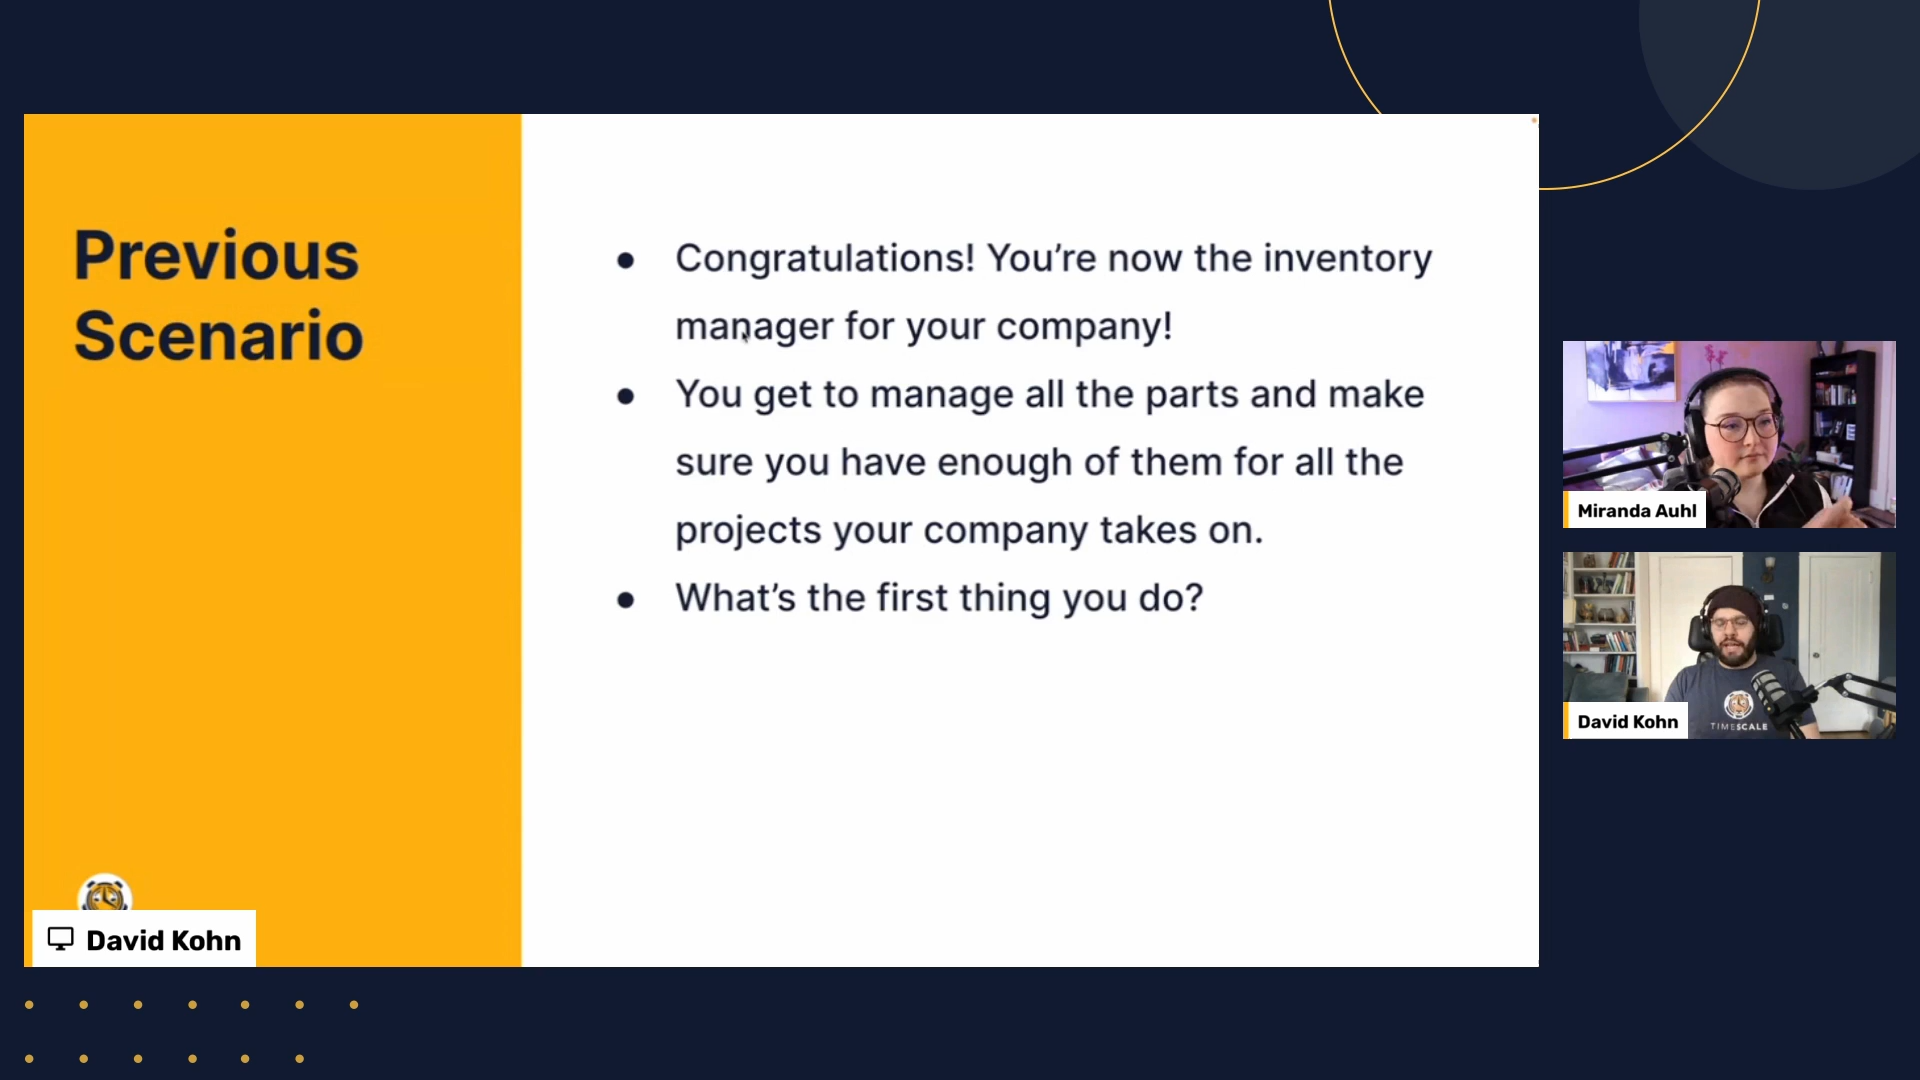 Previous
Scenario
● Congratulations! You’re now the inventory
manager for your company!
● You get to manage all the parts and make
sure you have enough of them for all the
projects your company takes on.
● What’s the first thing you do?
David Kohn
Miranda Auhl
TIMESCALE
David Kohn